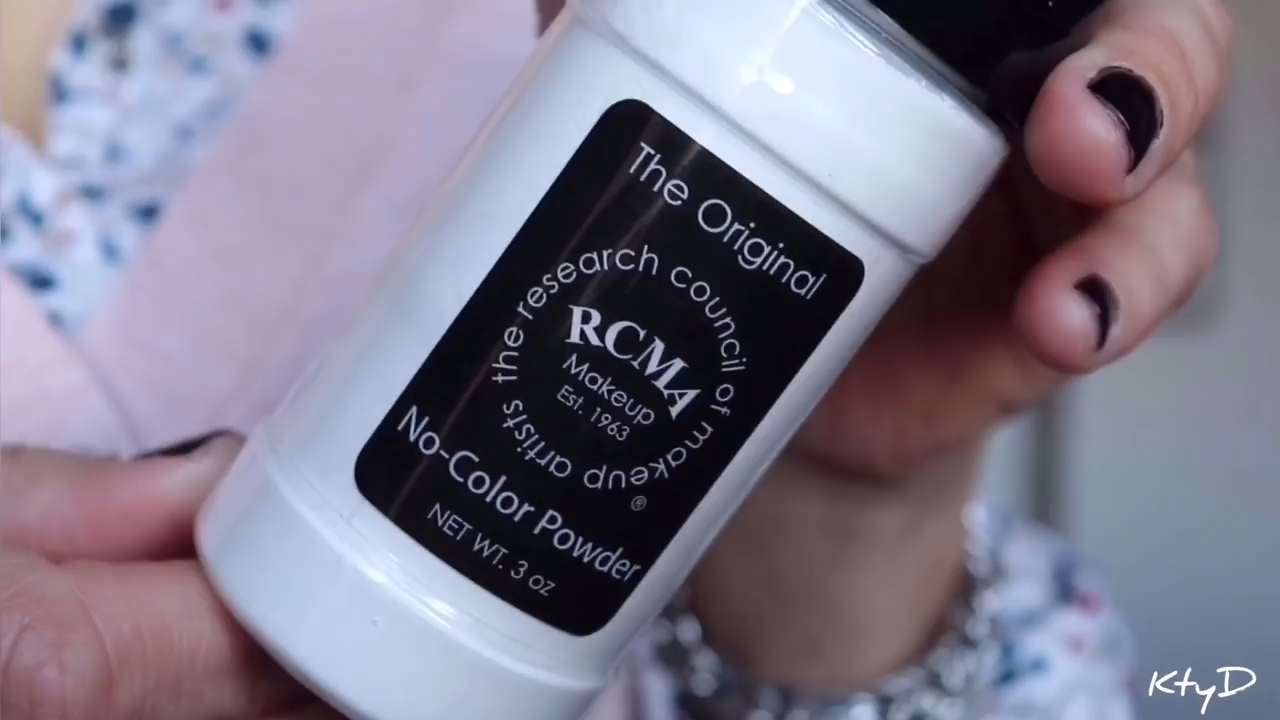 The Original
the research council of makeup artists
RCMA
Makeup
Est. 1963
®
No-Color Powder
NET WT. 3 oz
KtyD